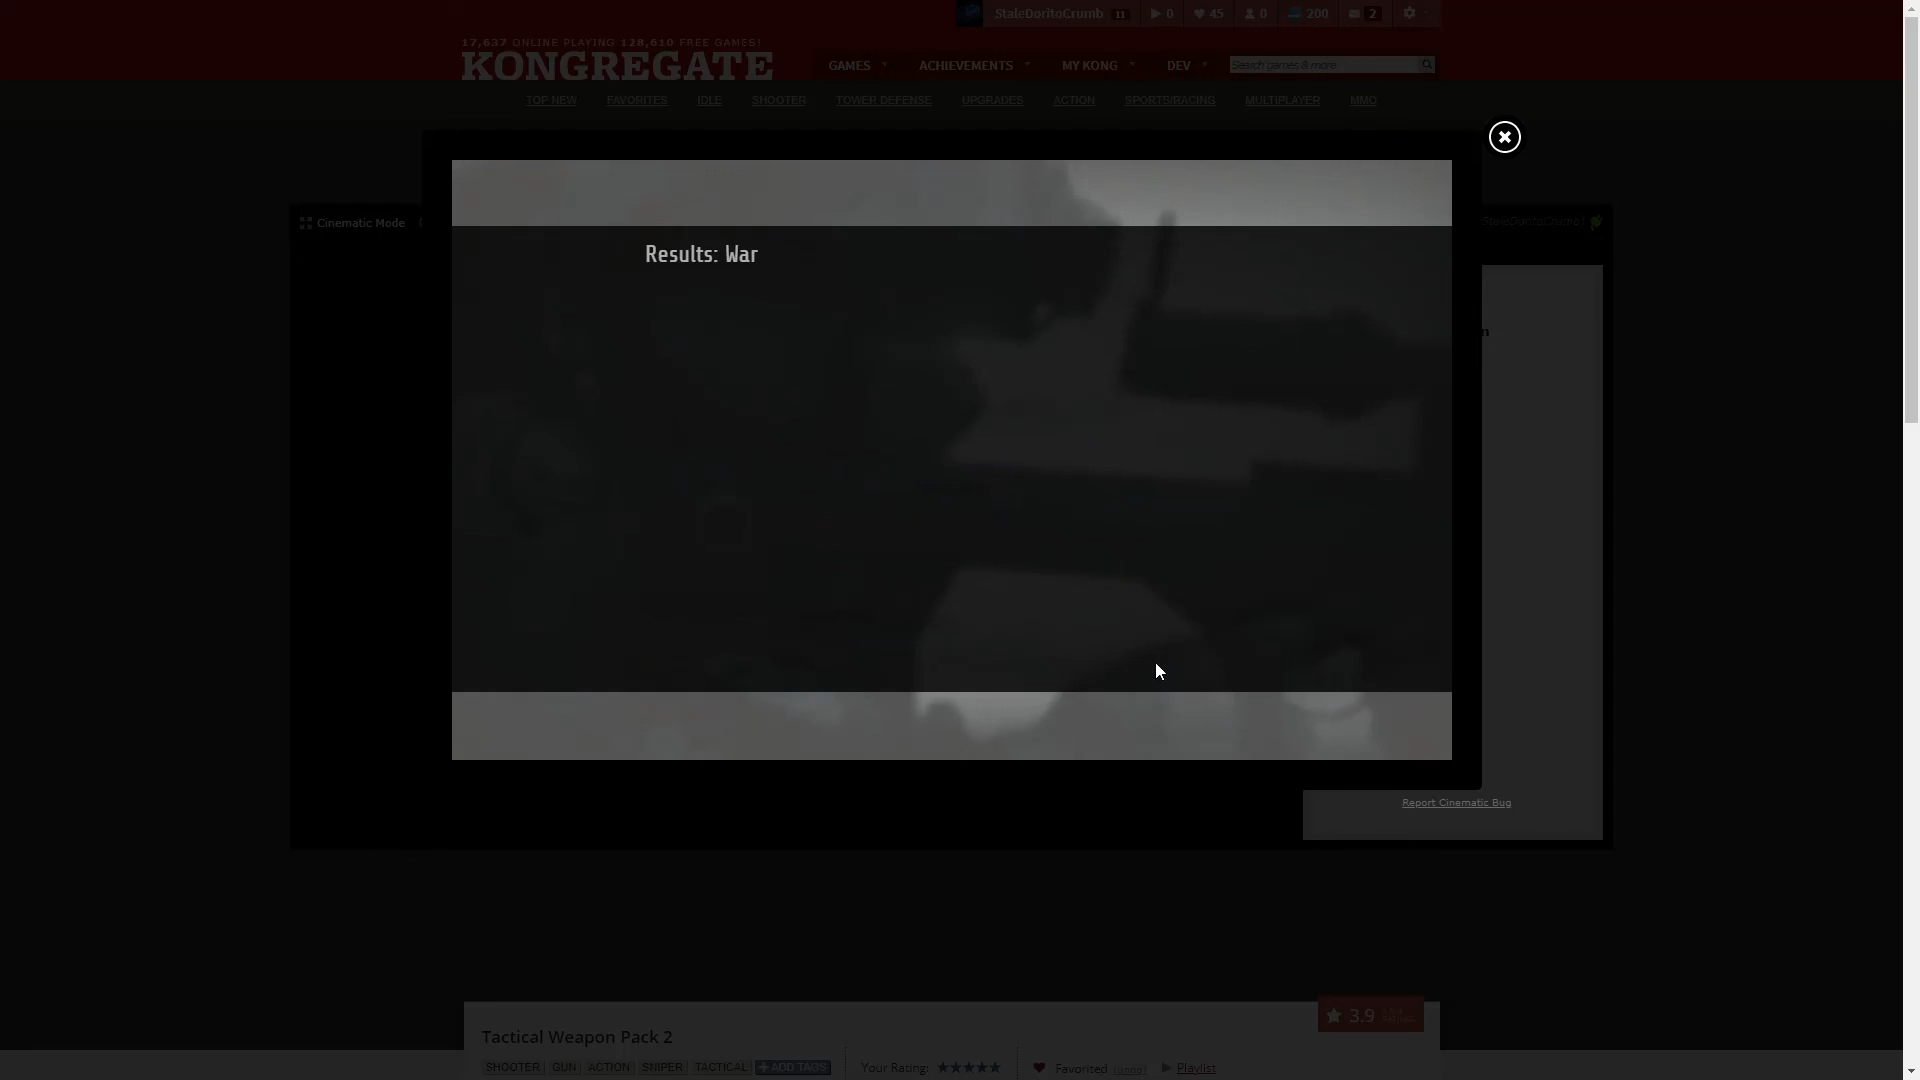 StaleDoritoCrumb 11 0 45 0 200 2
17,637 ONLINE PLAYING 128,610 FREE GAMES!
KONGREGATE
GAMES ACHIEVEMENTS MY KONG DEV Search games & more
TOP NEW FAVORITES IDLE SHOOTER TOWER DEFENSE UPGRADES ACTION SPORTS/RACING MULTIPLAYER MMO
Cinematic Mode
StaleDoritoCrumb
Results: War
n
Report Cinematic Bug
3.9
Tactical Weapon Pack 2
SHOOTER GUN ACTION SNIPER TACTICAL + ADD TAGS Your Rating: Favorited (undo) Playlist